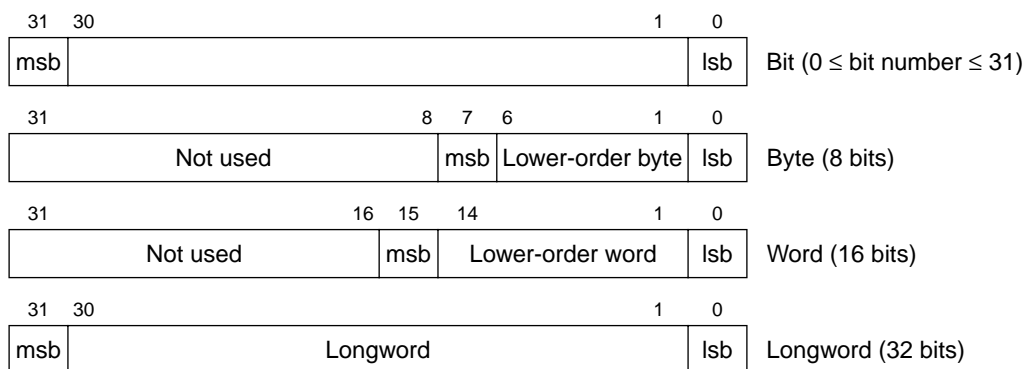 31 30 1 0
msb lsb Bit (0 ≤ bit number ≤ 31)
31 8 7 6 1 0
Not used msb Lower-order byte lsb Byte (8 bits)
31 16 15 14 1 0
Not used msb Lower-order word lsb Word (16 bits)
31 30 1 0
msb Longword lsb Longword (32 bits)